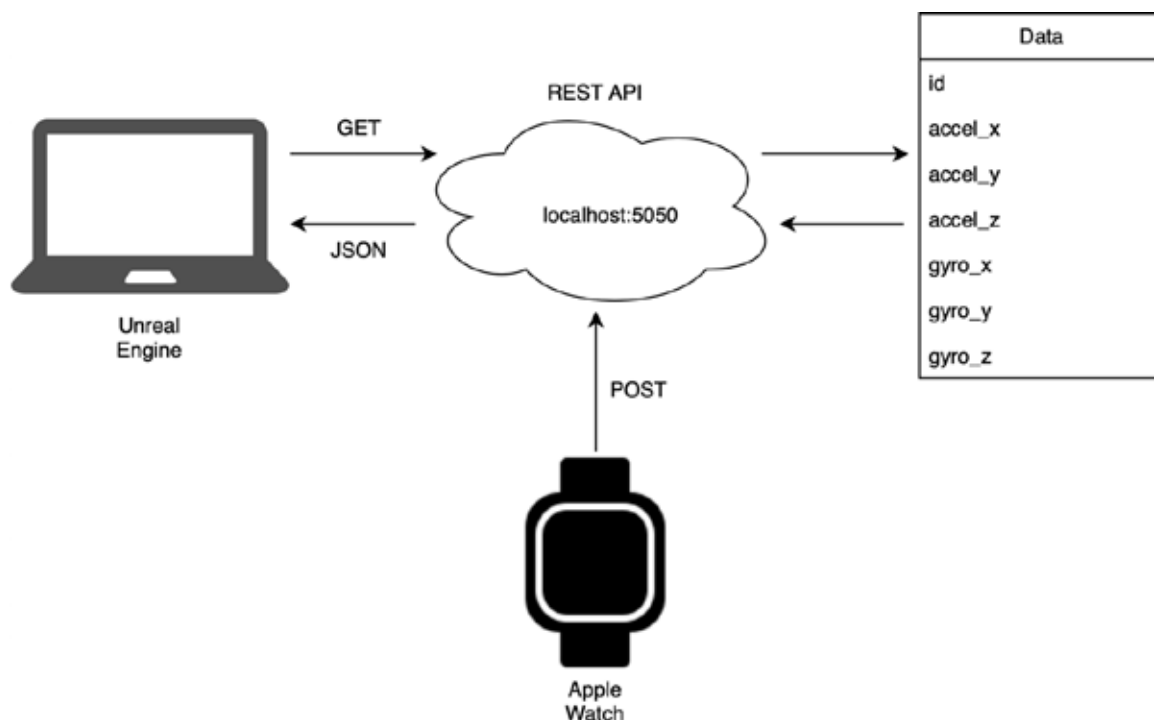 REST API
GET
localhost:5050
JSON
Unreal
Engine
POST
Apple
Watch
Data
id
accel_x
accel_y
accel_z
gyro_x
gyro_y
gyro_z